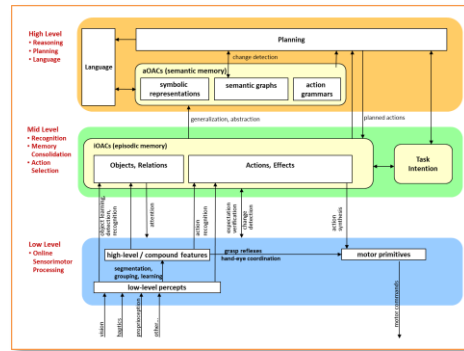 High Level
• Reasoning
• Planning
• Language
Planning
Language
change detection
aOACs (semantic memory)
symbolic
representations
semantic graphs
action
grammars
generalization, abstraction
planned actions
Mid Level
• Recognition
• Memory
Consolidation
• Action
Selection
iOACs (episodic memory)
Objects, Relations
Actions, Effects
Task
Intention
object learning,
detection,
recognition
attention
action
recognition
expectation
verification
change
detection
action
synthesis
Low Level
• Online
Sensorimotor
Processing
high-level / compound features
grasp reflexes
hand-eye coordination
motor primitives
segmentation,
grouping, learning
low-level percepts
vision
haptics
proprioception
other...
motor commands